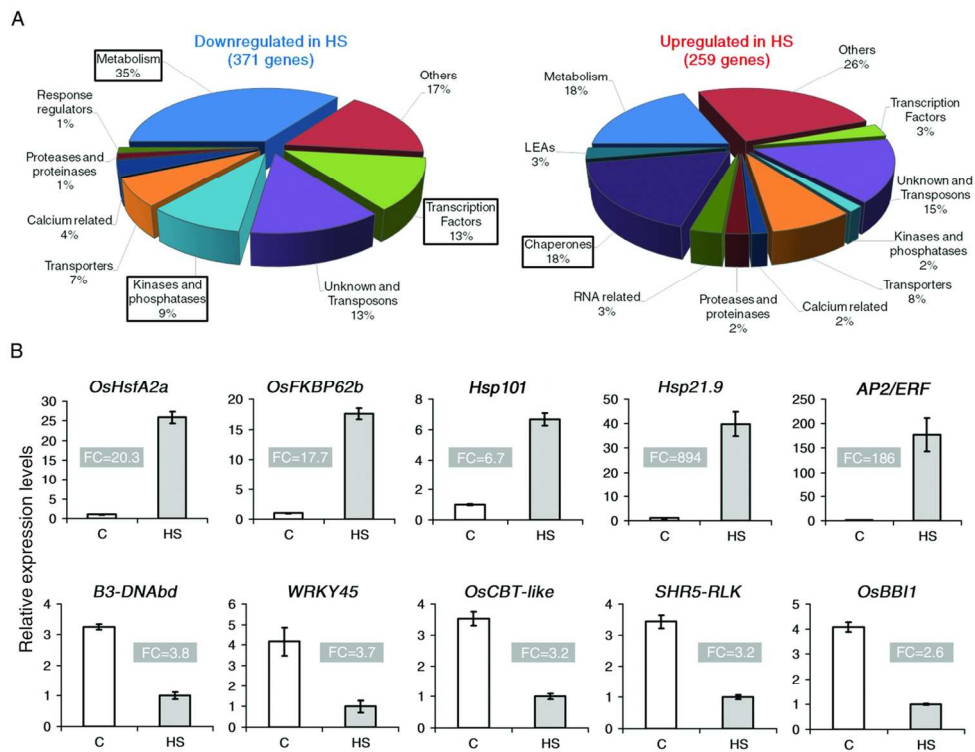 A
Downregulated in HS
(371 genes)
Metabolism
35%
Others
17%
Response
regulators
1%
Proteases and
proteinases
1%
Calcium related
4%
Transporters
7%
Kinases and
phosphatases
9%
Unknown and
Transposons
13%
Transcription
Factors
13%
Upregulated in HS
(259 genes)
Others
26%
Metabolism
18%
Transcription
Factors
3%
LEAs
3%
Unknown and
Transposons
15%
Chaperones
18%
Kinases and
phosphatases
2%
Transporters
8%
RNA related
3%
Proteases and
proteinases
2%
Calcium related
2%
B
Relative expression levels
OsHsfA2a
30
25
20
15
10
5
0
FC=20.3
C HS
OsFKBP62b
20
15
10
5
0
FC=17.7
C HS
Hsp101
8
6
4
2
0
FC=6.7
C HS
Hsp21.9
50
40
30
20
10
0
FC=894
C HS
AP2/ERF
250
200
150
100
50
0
FC=186
C HS
B3-DNAbd
4
3
2
1
0
FC=3.8
C HS
WRKY45
6
5
4
3
2
1
0
FC=3.7
C HS
OsCBT-like
4
3
2
1
0
FC=3.2
C HS
SHR5-RLK
4
3
2
1
0
FC=3.2
C HS
OsBBI1
5
4
3
2
1
0
FC=2.6
C HS